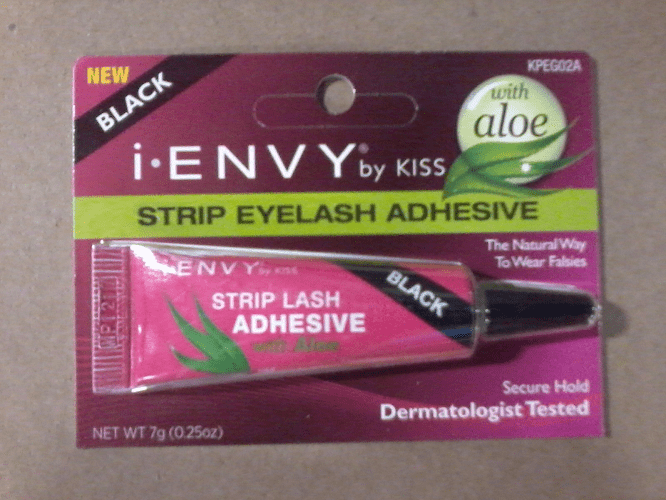 NEW
BLACK
KPEG02A
with
aloe
i·ENVY® by KISS
STRIP EYELASH ADHESIVE
The Natural Way
To Wear Falsies
i·ENVY by KISS
BLACK
STRIP LASH
ADHESIVE
with Aloe
Secure Hold
Dermatologist Tested
NET WT 7g (0.25oz)